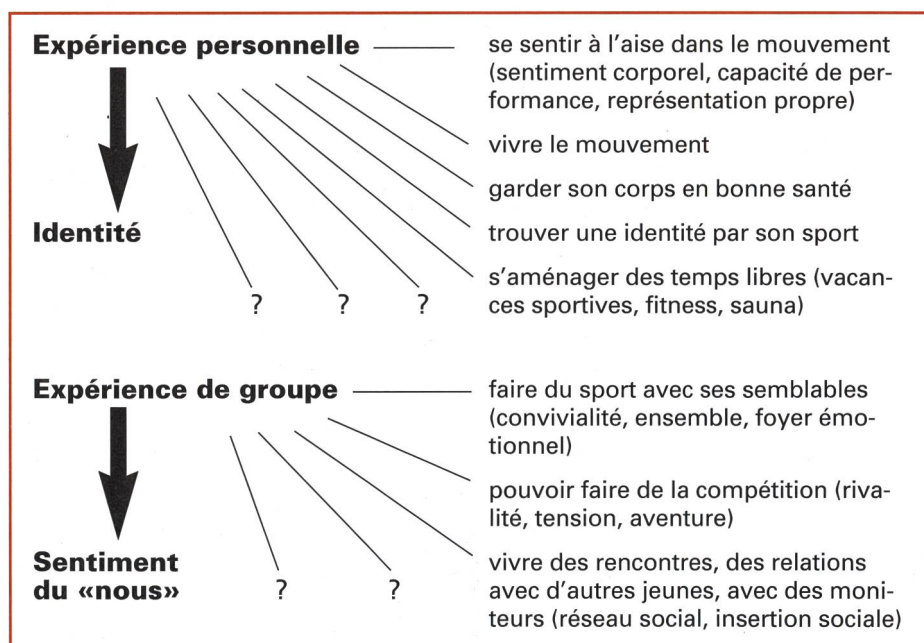 Expérience personnelle
se sentir à l'aise dans le mouvement
(sentiment corporel, capacité de per-
formance, représentation propre)
vivre le mouvement
garder son corps en bonne santé
Identité
trouver une identité par son sport
s'aménager des temps libres (vacan-
ces sportives, fitness, sauna)
? ? ?
Expérience de groupe
faire du sport avec ses semblables
(convivialité, ensemble, foyer émo-
tionnel)
pouvoir faire de la compétition (riva-
lité, tension, aventure)
Sentiment
du «nous»
? ?
vivre des rencontres, des relations
avec d'autres jeunes, avec des moni-
teurs (réseau social, insertion sociale)